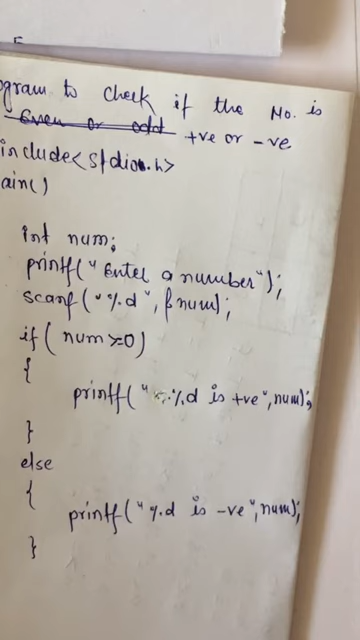 ogram to check if the No. is
Even or odd +ve or -ve
include<stdio.h>
ain()
int num;
printf("Enter a number");
scanf("%d", &num);
if( num>=0)
{
printf("%d is +ve",num);
}
else
{
printf("%d is -ve",num);
}